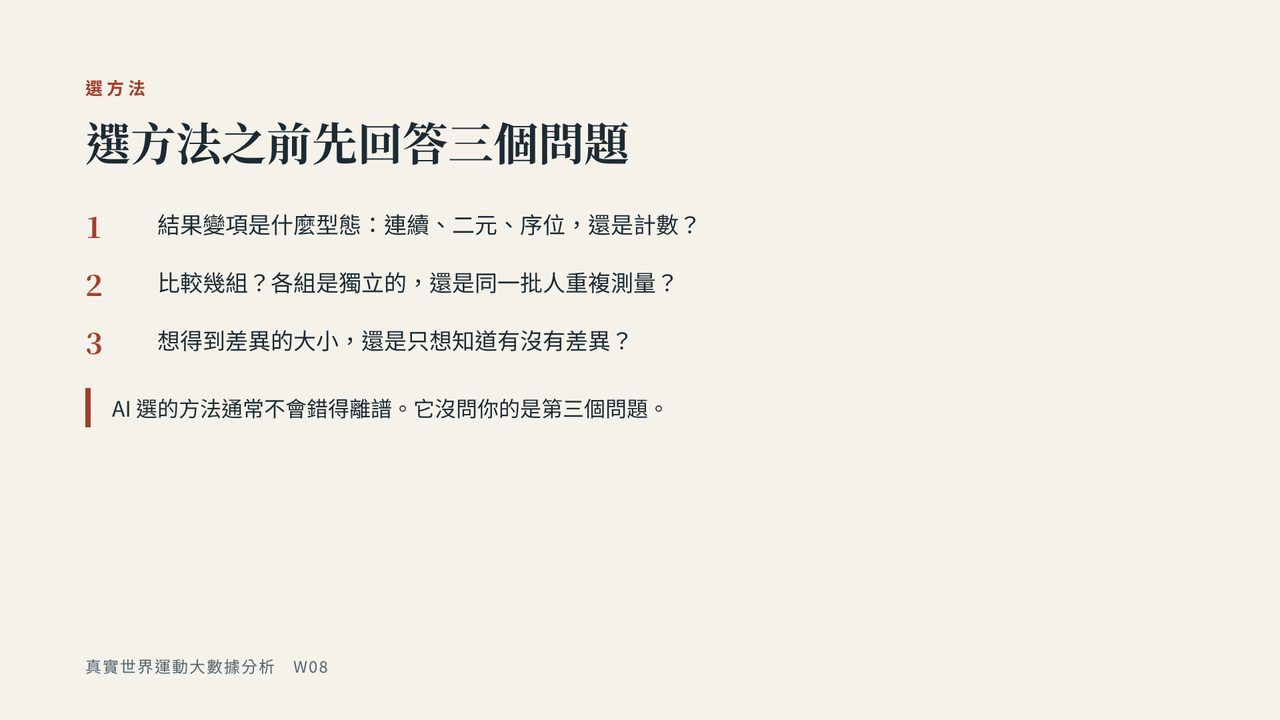 選方法
選方法之前先回答三個問題
1 結果變項是什麼型態：連續、二元、序位，還是計數？
2 比較幾組？各組是獨立的，還是同一批人重複測量？
3 想得到差異的大小，還是只想知道有沒有差異？
AI 選的方法通常不會錯得離譜。它沒問你的是第三個問題。
真實世界運動大數據分析 W08